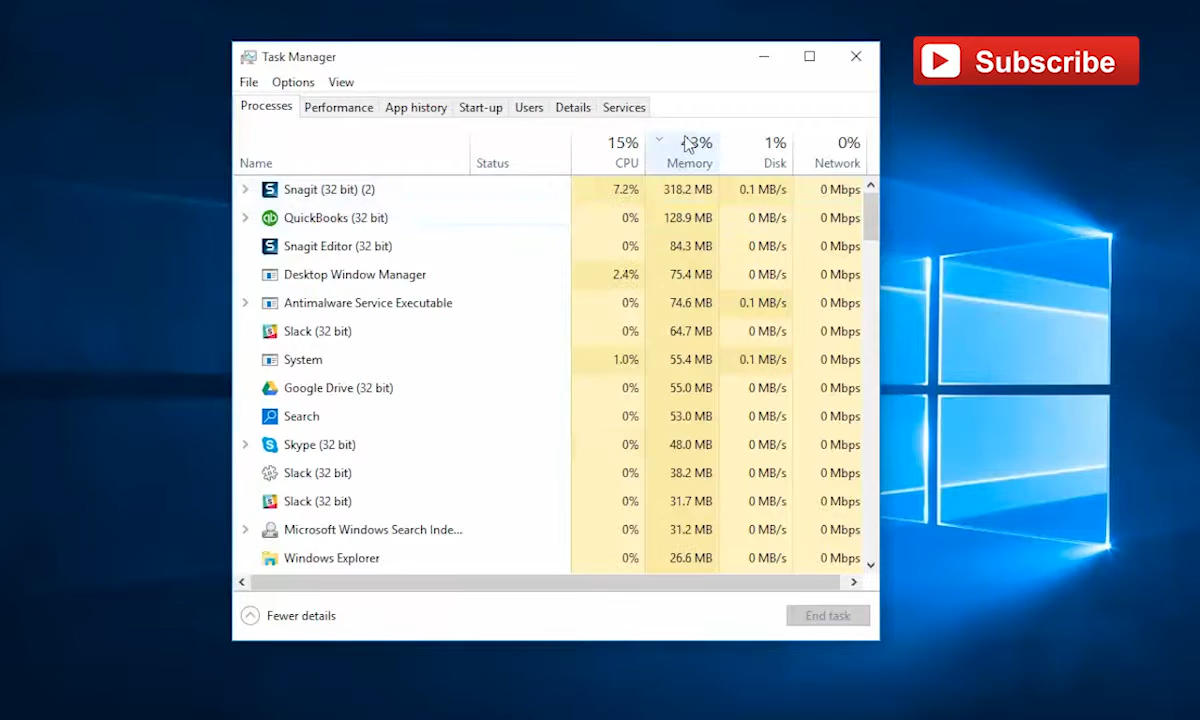 Task Manager
Subscribe
File Options View
Processes Performance App history Start-up Users Details Services
15% 3% 1% 0%
Name Status CPU Memory Disk Network
Snagit (32 bit) (2) 7.2% 318.2 MB 0.1 MB/s 0 Mbps
QuickBooks (32 bit) 0% 128.9 MB 0 MB/s 0 Mbps
Snagit Editor (32 bit) 0% 84.3 MB 0 MB/s 0 Mbps
Desktop Window Manager 2.4% 75.4 MB 0 MB/s 0 Mbps
Antimalware Service Executable 0% 74.6 MB 0.1 MB/s 0 Mbps
Slack (32 bit) 0% 64.7 MB 0 MB/s 0 Mbps
System 1.0% 55.4 MB 0.1 MB/s 0 Mbps
Google Drive (32 bit) 0% 55.0 MB 0 MB/s 0 Mbps
Search 0% 53.0 MB 0 MB/s 0 Mbps
Skype (32 bit) 0% 48.0 MB 0 MB/s 0 Mbps
Slack (32 bit) 0% 38.2 MB 0 MB/s 0 Mbps
Slack (32 bit) 0% 31.7 MB 0 MB/s 0 Mbps
Microsoft Windows Search Inde... 0% 31.2 MB 0 MB/s 0 Mbps
Windows Explorer 0% 26.6 MB 0 MB/s 0 Mbps
Fewer details End task